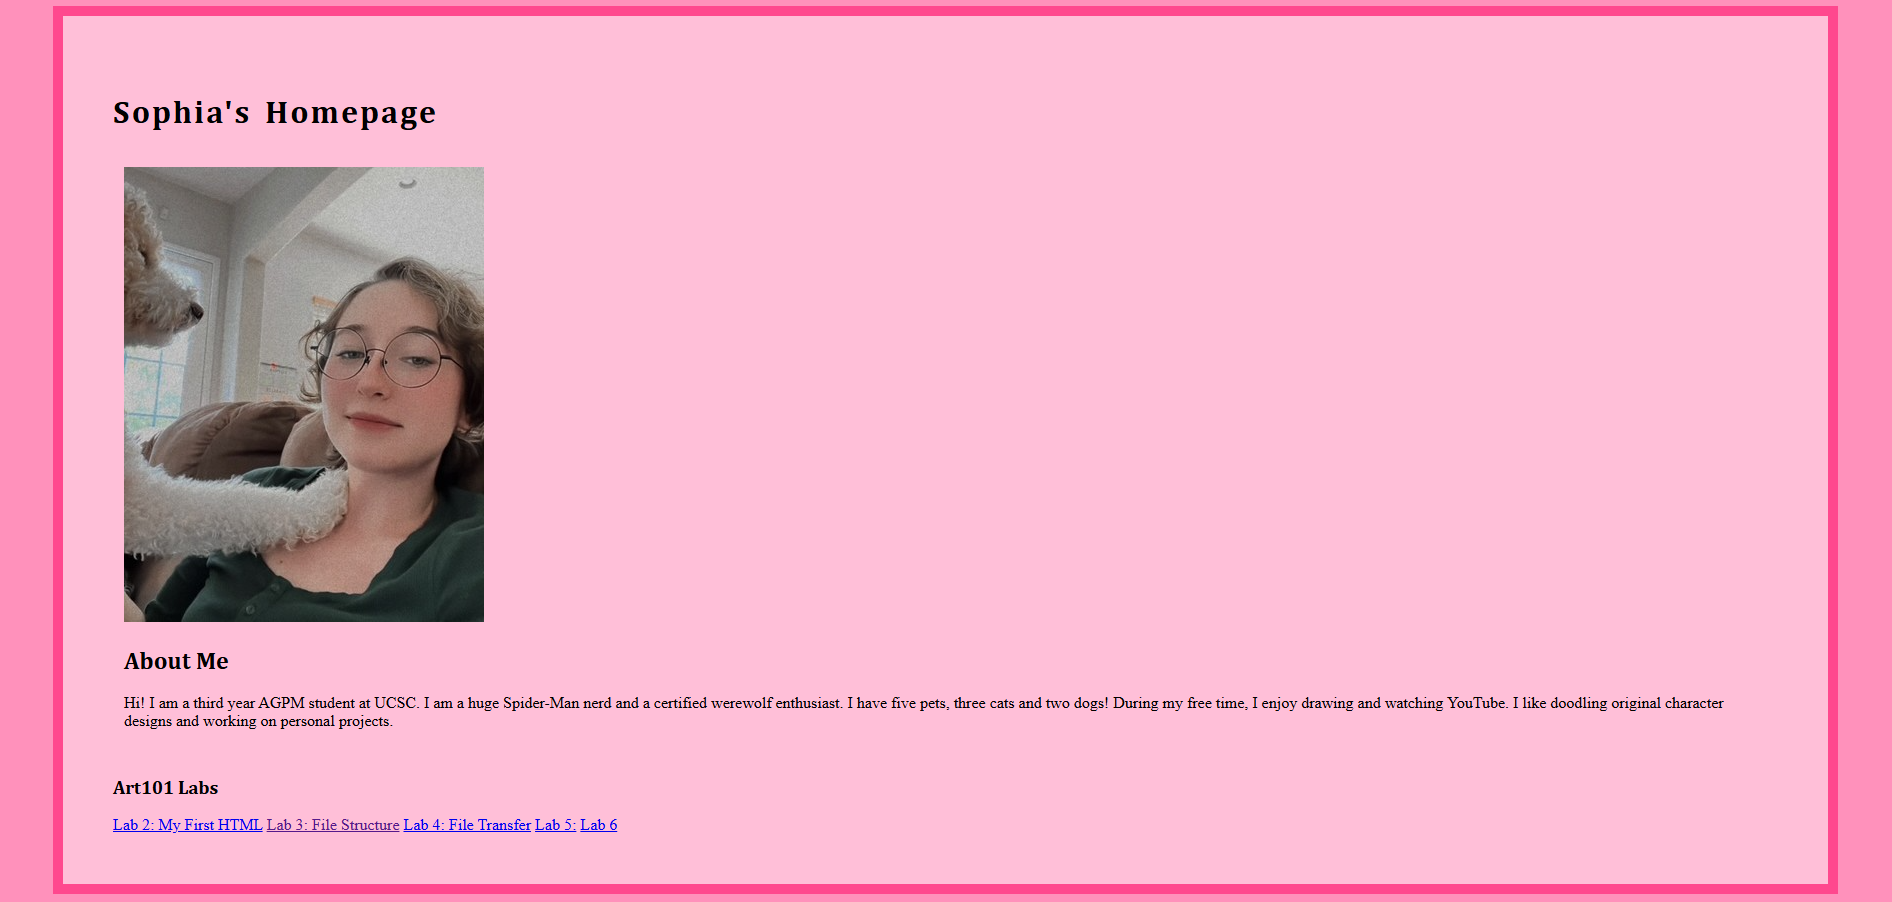 Sophia's Homepage
About Me
Hi! I am a third year AGPM student at UCSC. I am a huge Spider-Man nerd and a certified werewolf enthusiast. I have five pets, three cats and two dogs! During my free time, I enjoy drawing and watching YouTube. I like doodling original character
designs and working on personal projects.
Art101 Labs
Lab 2: My First HTML Lab 3: File Structure Lab 4: File Transfer Lab 5: Lab 6